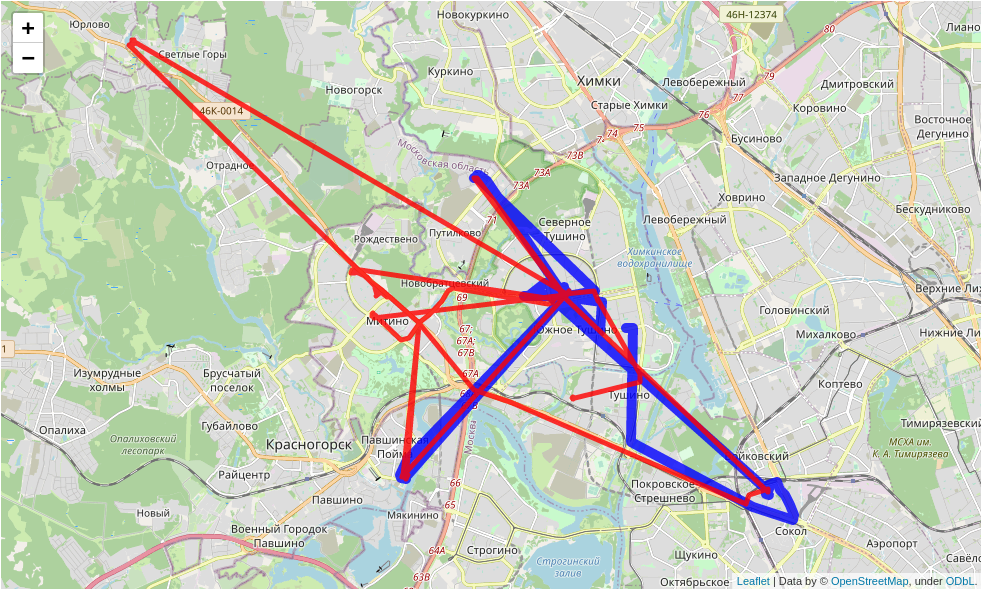 Юрлово
Новокуркино
46Н-12374
Лиано
80
+
−
Светлые Горы
Куркино
Химки
Левобережный
79
Дмитровский
77
Новогорск
Старые Химки
Коровино
46К-0014
76
75
Восточное
Дегунино
74
Бусиново
Московская область
73В
Отрадное
73А
73А
Западное Дегунино
Ховрино
Бескудниково
71
Северное
Тушино
Левобережный
Путилково
Рождествено
Химкинское
водохранилище
Новобратцевский
69
Верхние Лих
Митино
Головинский
67;
67А;
67В
Южное Тушино
Михалково
Нижние Ли
1
Изумрудные
холмы
Брусчатый
поселок
67А
Коптево
Тушино
Опалиха
Губайлово
Тимирязевски
Опалиховский
лесопарк
Красногорск
Павшинская
Пойма
Москва
МСХА им.
К. А. Тимирязева
Райцентр
66
Покровское
Стрешнево
Павшино
65
Новый
Мякинино
Военный Городок
Павшино
Сокол
Аэропорт
64А
Строгино
Щукино
Савёло
Строгинский
залив
63В
Октябрьское
Leaflet | Data by © OpenStreetMap, under ODbL.